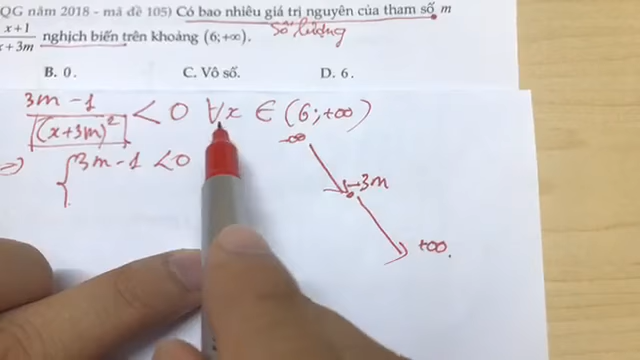 QG năm 2018 - mã đề 105) Có bao nhiêu giá trị nguyên của tham số m
x+1
x+3m nghịch biến trên khoảng (6;+∞). Số lượng
B. 0. C. Vô số. D. 6.
3m - 1
(x+3m)² < 0 ∀x ∈ (6;+∞)
-∞
=> { 3m - 1 < 0
-3m
+∞.